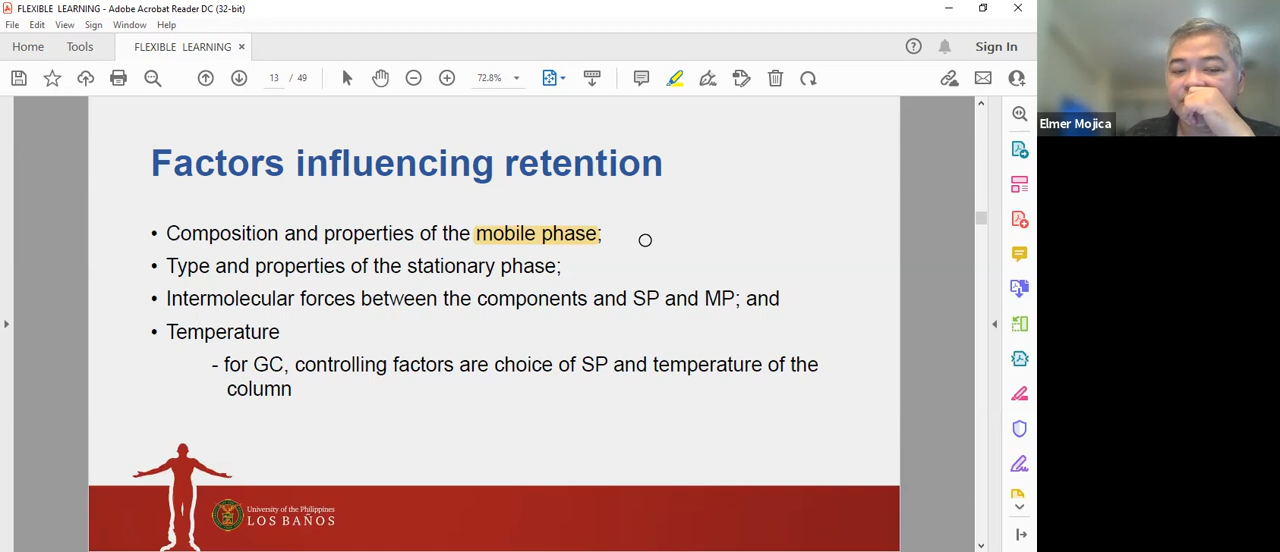 FLEXIBLE LEARNING - Adobe Acrobat Reader DC (32-bit)
File Edit View Sign Window Help
Home Tools FLEXIBLE LEARNING × Sign In
13 / 49 72.8%
Elmer Mojica
Factors influencing retention
• Composition and properties of the mobile phase;
• Type and properties of the stationary phase;
• Intermolecular forces between the components and SP and MP; and
• Temperature
- for GC, controlling factors are choice of SP and temperature of the
column
University of the Philippines
LOS BAÑOS